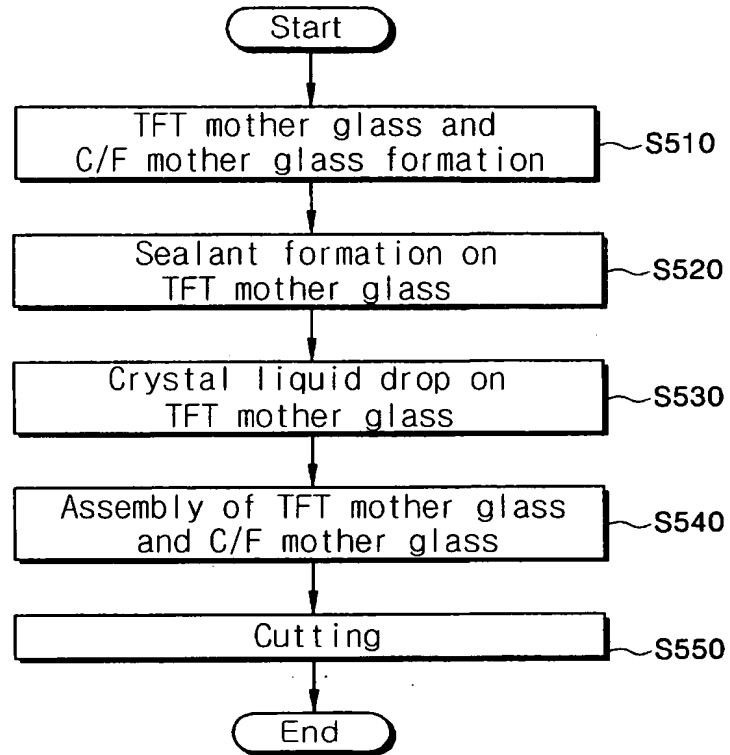 Start
TFT mother glass and
C/F mother glass formation
S510
Sealant formation on
TFT mother glass
S520
Crystal liquid drop on
TFT mother glass
S530
Assembly of TFT mother glass
and C/F mother glass
S540
Cutting
S550
End